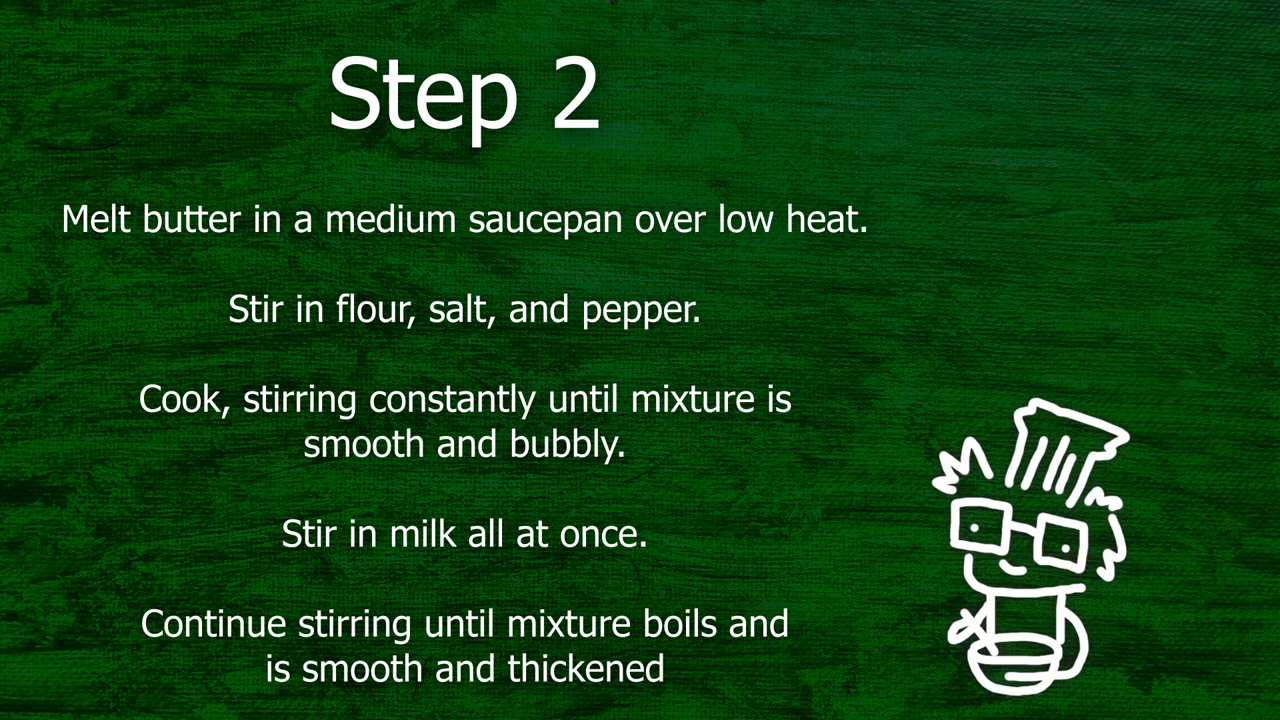 Step 2
Melt butter in a medium saucepan over low heat.
Stir in flour, salt, and pepper.
Cook, stirring constantly until mixture is
smooth and bubbly.
Stir in milk all at once.
Continue stirring until mixture boils and
is smooth and thickened